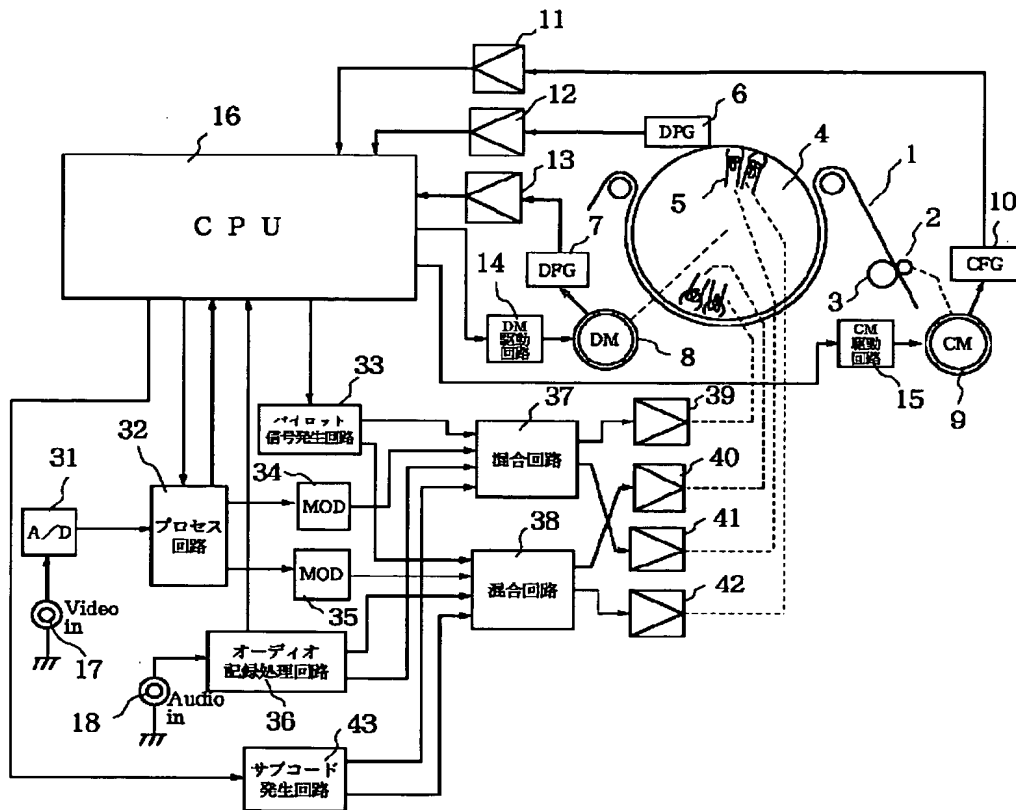 11
12
6
16
DPG
4
13
1
5
CPU
10
7
2
14
DFG
CFG
3
DM
駆動
回路
DM
8
CM
駆動
回路
CM
33
15
9
37
39
パイロット
信号発生回路
32
34
混合回路
40
31
MOD
A/D
プロセス
回路
38
41
MOD
混合回路
42
Video
in
35
17
オーディオ
記録処理回路
Audio
in
18
36
43
サブコード
発生回路